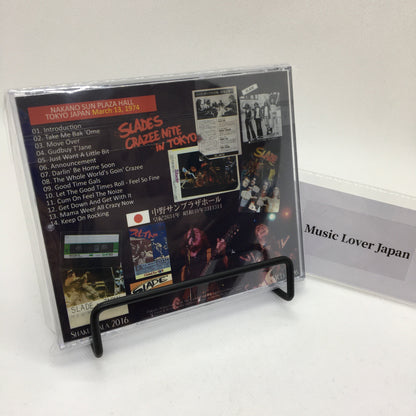 NAKANO SUN PLAZA HALL,
TOKYO JAPAN March 13, 1974
01. Introduction
02. Take Me Bak 'Ome
03. Move Over
04. Gudbuy T'Jane
05. Just Want A Little Bit
06. Announcement
07. Darlin' Be Home Soon
08. The Whole World's Goin' Crazee
09. Good Time Gals
10. Let The Good Times Roll - Feel So Fine
11. Cum On Feel The Noize
12. Get Down And Get With It
13. Mama Weer All Crazy Now
14. Keep On Rocking
SLADES
CRAZEE NITE
IN TOKYO
中野サンプラザホール
SLADE
SLADE
2016
Music Lover Japan